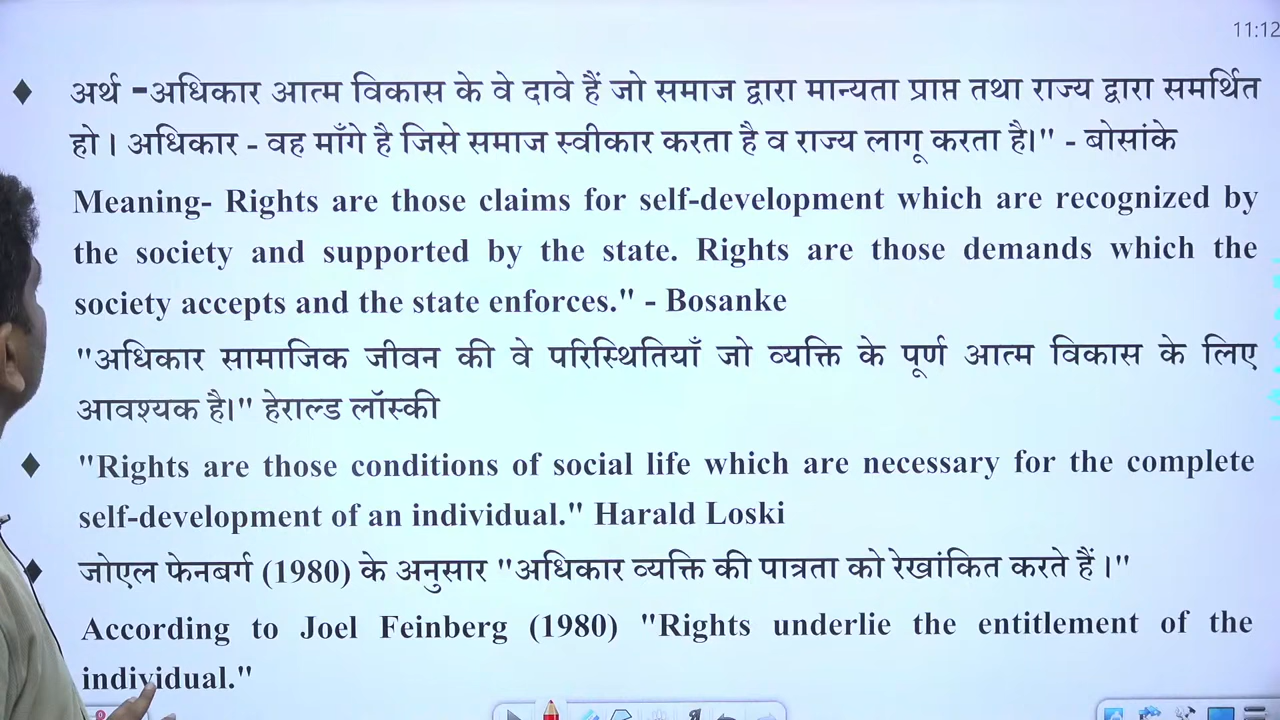 11:12
♦ अर्थ -अधिकार आत्म विकास के वे दावे हैं जो समाज द्वारा मान्यता प्राप्त तथा राज्य द्वारा समर्थित
हो। अधिकार - वह माँगे है जिसे समाज स्वीकार करता है व राज्य लागू करता है।" - बोसांके
Meaning- Rights are those claims for self-development which are recognized by
the society and supported by the state. Rights are those demands which the
society accepts and the state enforces." - Bosanke
"अधिकार सामाजिक जीवन की वे परिस्थितियाँ जो व्यक्ति के पूर्ण आत्म विकास के लिए
आवश्यक है।" हेराल्ड लॉस्की
♦ "Rights are those conditions of social life which are necessary for the complete
self-development of an individual." Harald Loski
♦ जोएल फेनबर्ग (1980) के अनुसार "अधिकार व्यक्ति की पात्रता को रेखांकित करते हैं।"
According to Joel Feinberg (1980) "Rights underlie the entitlement of the
individual."